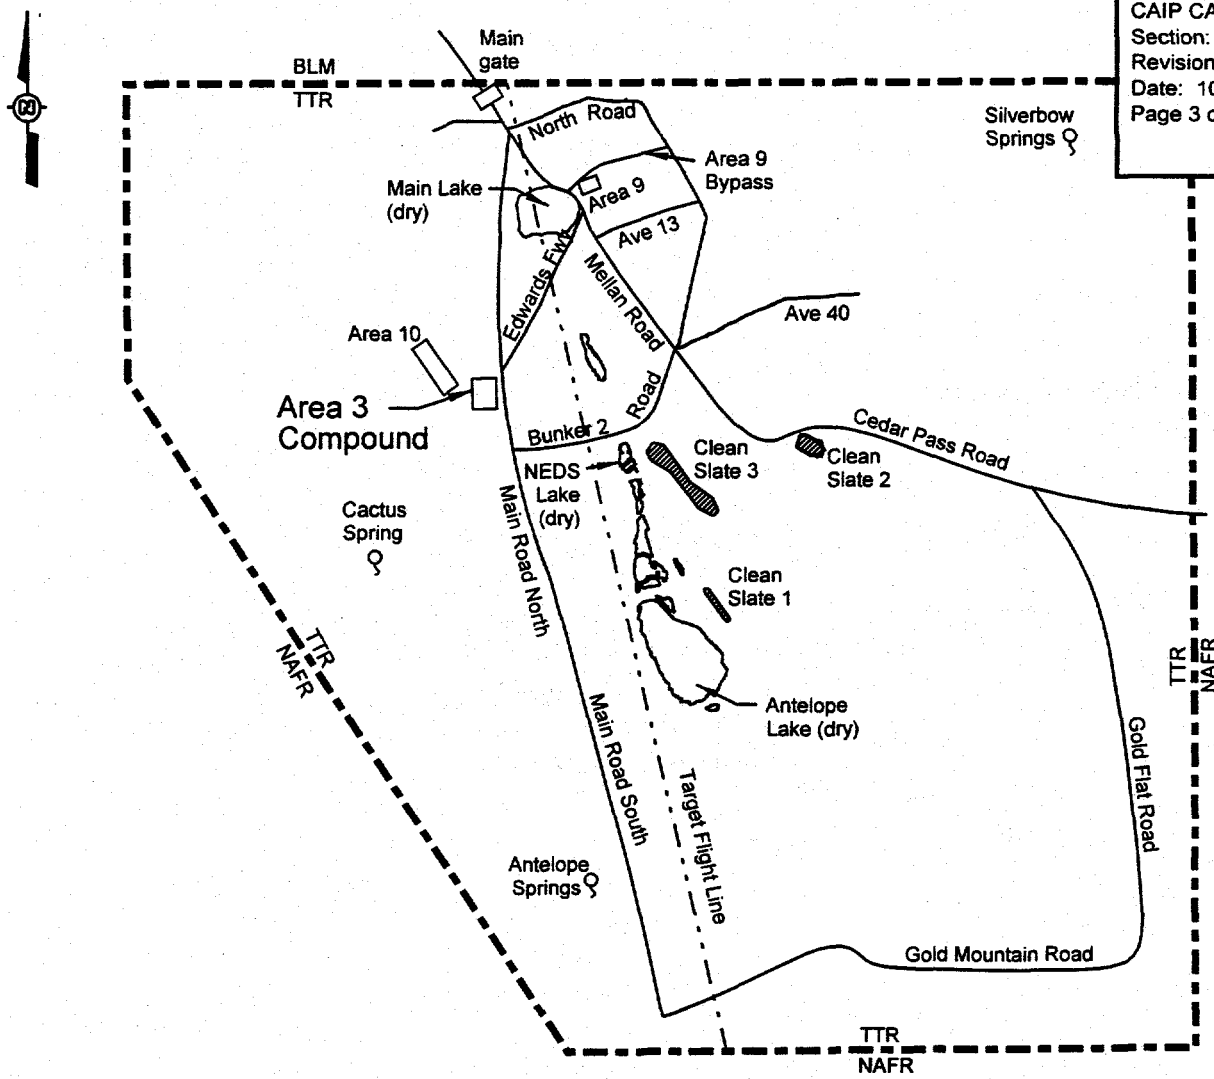 CAIP CA
Section:
Revision
Date: 10
Page 3 o
Main
gate
BLM
TTR
N
North Road
Silverbow
Springs
Area 9
Bypass
Main Lake
(dry)
Area 9
Ave 13
Edwards Fwy
Mellan Road
Ave 40
Area 10
Area 3
Compound
Bunker 2
Road
Cedar Pass Road
NEDS
Lake
(dry)
Clean
Slate 3
Clean
Slate 2
Cactus
Spring
Main Road North
Clean
Slate 1
TTR
NAFR
TTR
NAFR
Antelope
Lake (dry)
Main Road South
Target Flight Line
Gold Flat Road
Antelope
Springs
Gold Mountain Road
TTR
NAFR